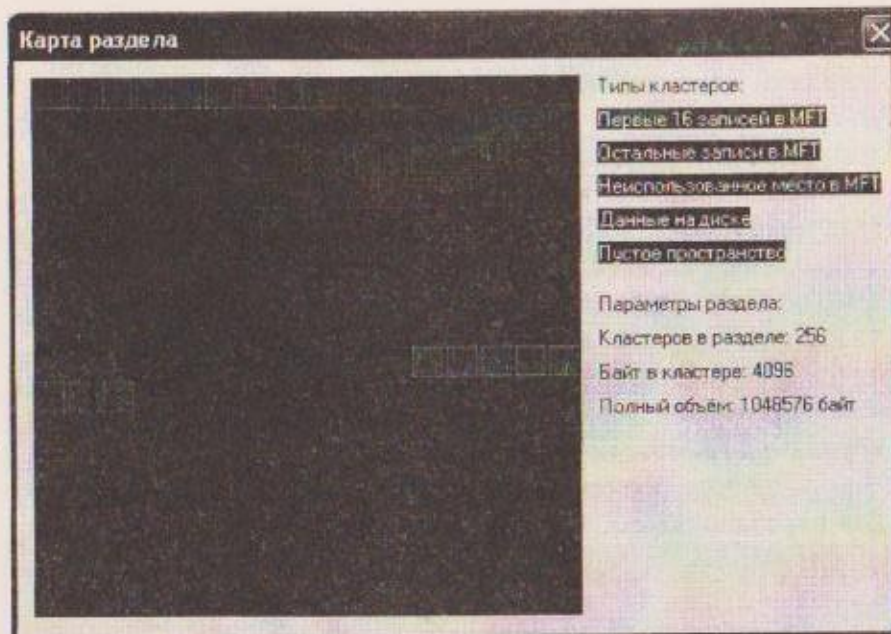 Карта раздела
Типы кластеров:
Первые 16 записей в MFT
Остальные записи в MFT
Неиспользованное место в MFT
Данные на диске
Пустое пространство
Параметры раздела:
Кластеров в разделе: 256
Байт в кластере: 4096
Полный объём: 1048576 байт